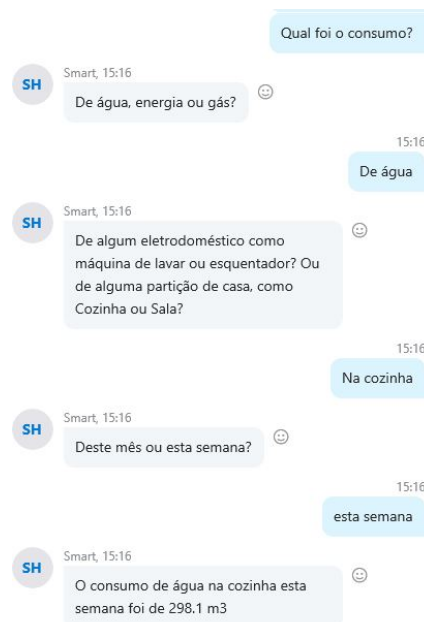 Qual foi o consumo?
Smart, 15:16
SH
De água, energia ou gás?
15:16
De água
Smart, 15:16
SH
De algum eletrodoméstico como
máquina de lavar ou esquentador? Ou
de alguma partição de casa, como
Cozinha ou Sala?
15:16
Na cozinha
Smart, 15:16
SH
Deste mês ou esta semana?
15:16
esta semana
Smart, 15:16
SH
O consumo de água na cozinha esta
semana foi de 298.1 m3